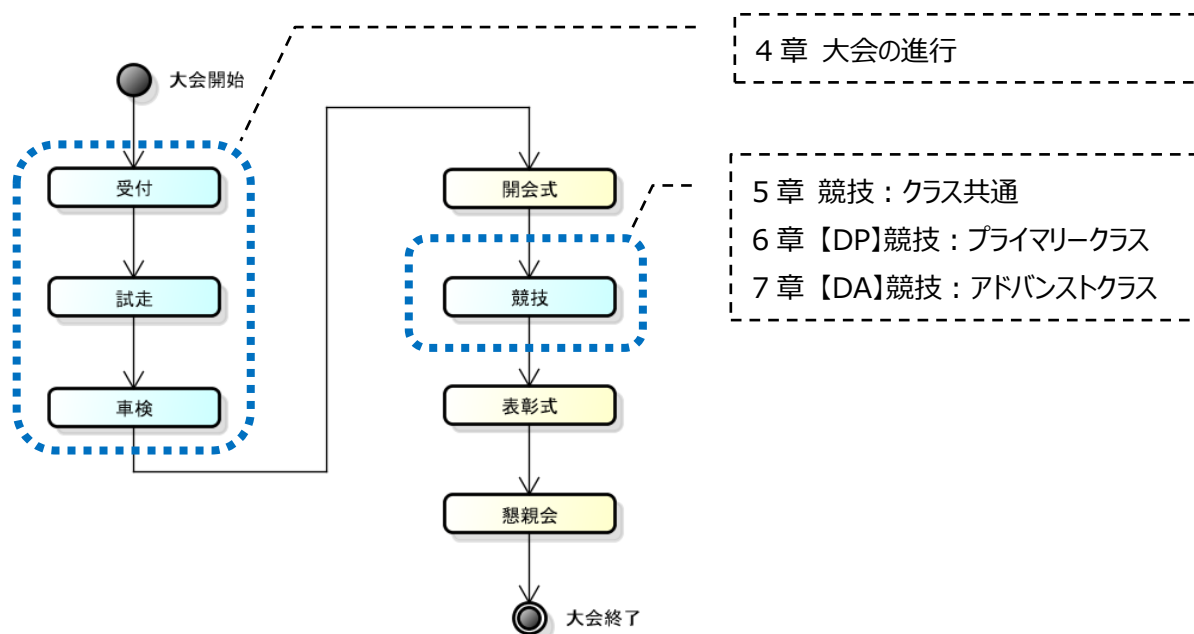 大会開始
受付
試走
車検
開会式
競技
表彰式
懇親会
大会終了
4章 大会の進行
5章 競技：クラス共通
6章【DP】競技：プライマリークラス
7章【DA】競技：アドバンストクラス